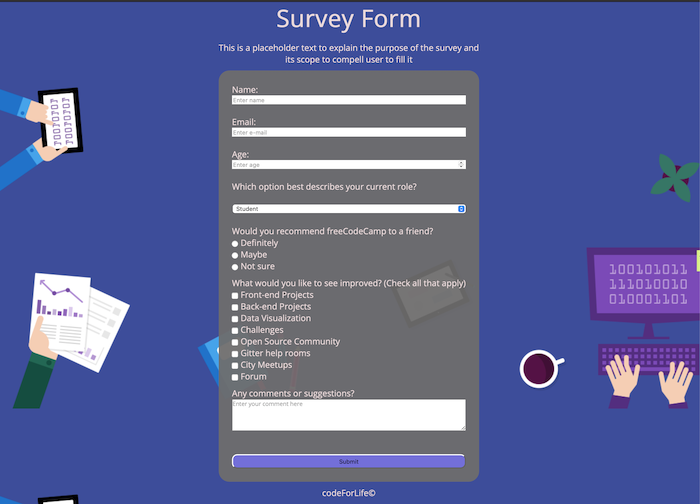 Survey Form
This is a placeholder text to explain the purpose of the survey and
its scope to compell user to fill it
Name:
Enter name
Email:
Enter e-mail
Age:
Enter age
Which option best describes your current role?
Student
Would you recommend freeCodeCamp to a friend?
Definitely
Maybe
Not sure
What would you like to see improved? (Check all that apply)
Front-end Projects
Back-end Projects
Data Visualization
Challenges
Open Source Community
Gitter help rooms
City Meetups
Forum
Any comments or suggestions?
Enter your comment here
Submit
codeForLife©
100101011
111010010
010001101